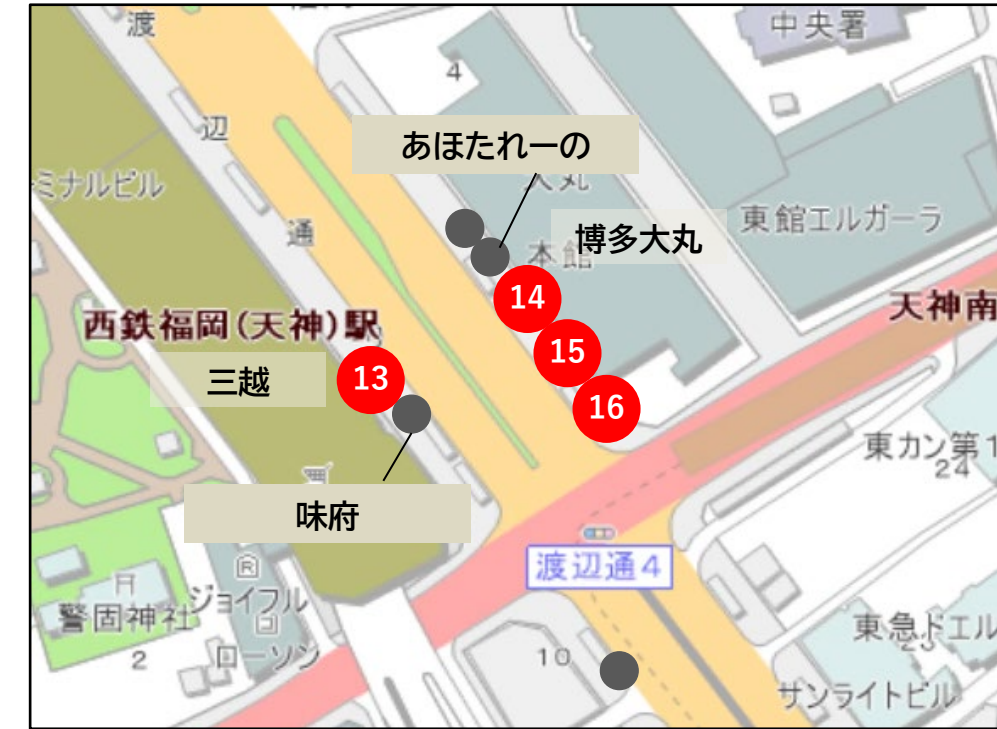 渡
辺
通
4
中央署
あほたれーの
大丸
本館
博多大丸
ミナルビル
東館エルガーラ
天神南
西鉄福岡(天神)駅
三越
13
14
15
16
味府
東カン第1
24
渡辺通4
警固神社
2
ジョイフル
ローソン
10
東急ドエル
サンライトビル